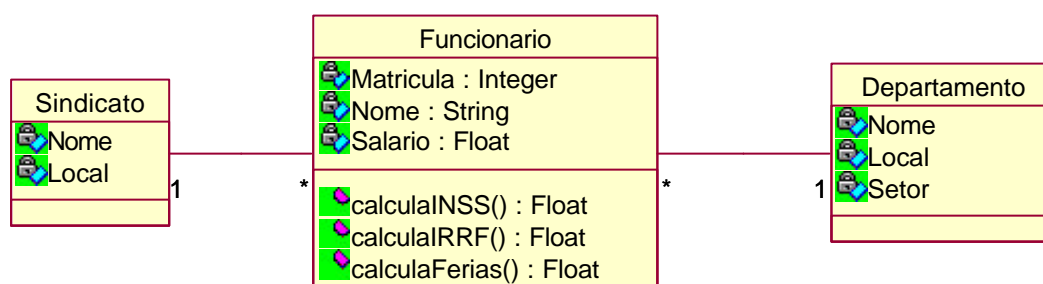 Sindicato
Nome
Local
1
*
Funcionario
Matricula : Integer
Nome : String
Salario : Float
calculaINSS() : Float
calculaIRRF() : Float
calculaFerias() : Float
*
1
Departamento
Nome
Local
Setor